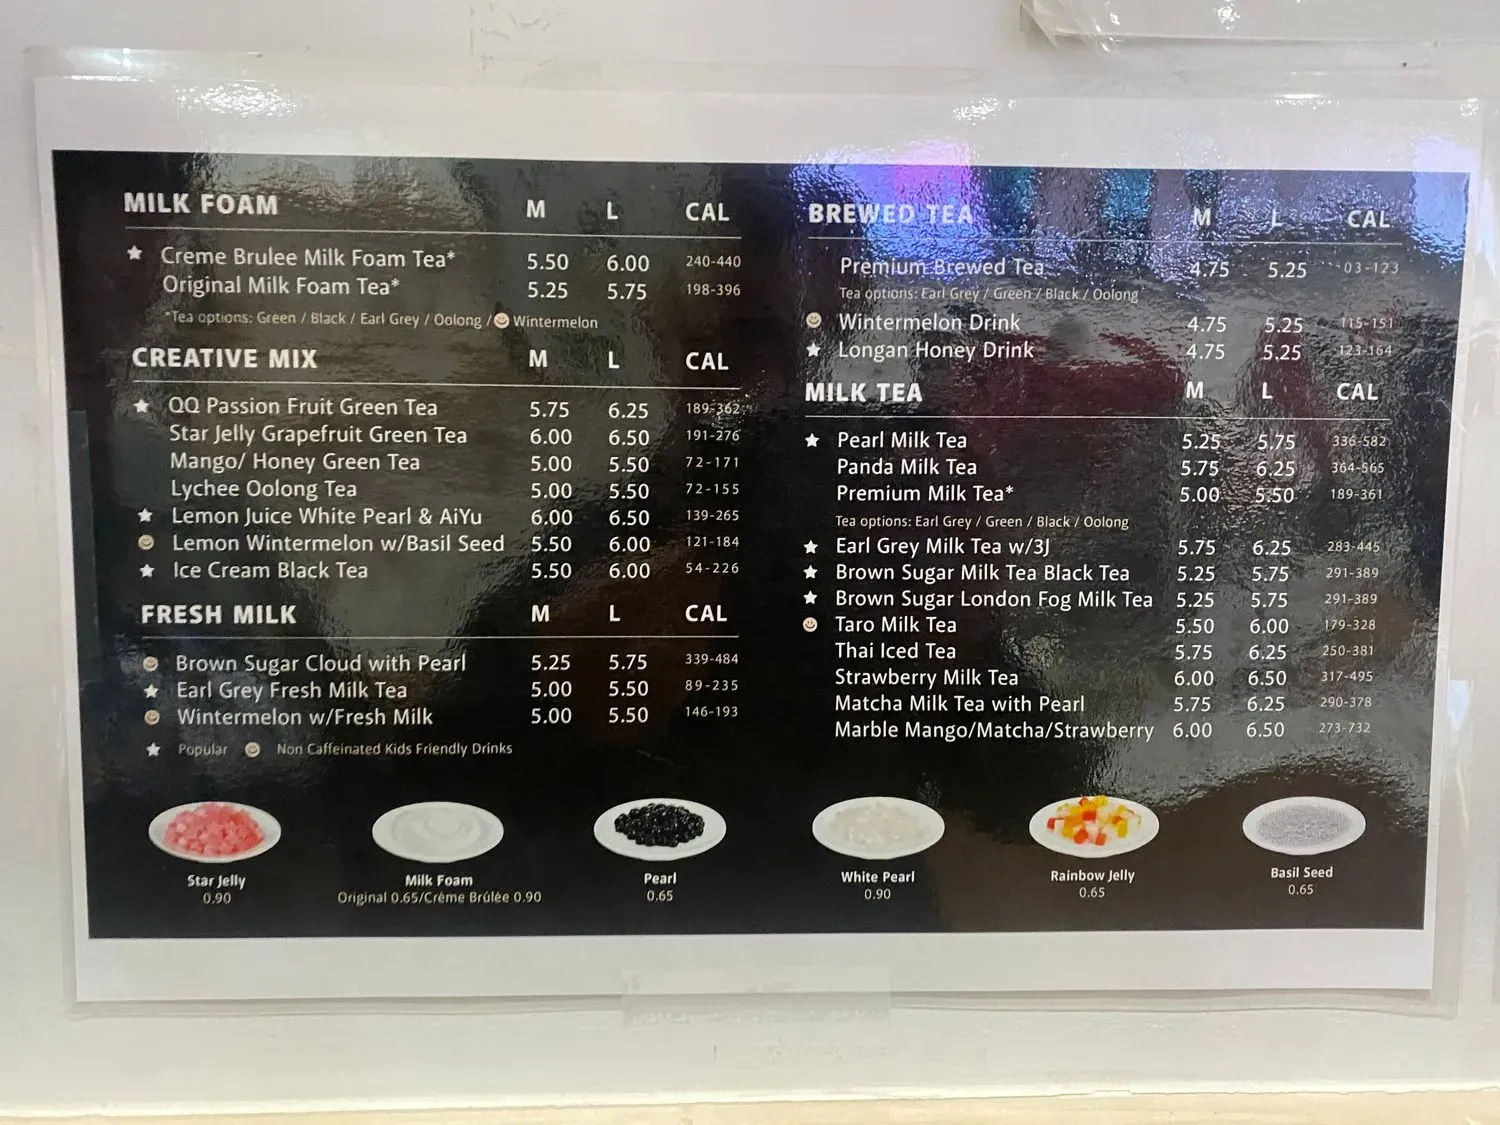 MILK FOAM M L CAL
Creme Brulee Milk Foam Tea* 5.50 6.00 240-440
Original Milk Foam Tea* 5.25 5.75 198-396
*Tea options: Green / Black / Earl Grey / Oolong / Wintermelon
CREATIVE MIX M L CAL
QQ Passion Fruit Green Tea 5.75 6.25 189-362
Star Jelly Grapefruit Green Tea 6.00 6.50 191-276
Mango/ Honey Green Tea 5.00 5.50 72-171
Lychee Oolong Tea 5.00 5.50 72-155
Lemon Juice White Pearl & AiYu 6.00 6.50 139-265
Lemon Wintermelon w/Basil Seed 5.50 6.00 121-184
Ice Cream Black Tea 5.50 6.00 54-226
FRESH MILK M L CAL
Brown Sugar Cloud with Pearl 5.25 5.75 339-484
Earl Grey Fresh Milk Tea 5.00 5.50 89-235
Wintermelon w/Fresh Milk 5.00 5.50 146-193
Popular Non Caffeinated Kids Friendly Drinks
BREWED TEA M L CAL
Premium Brewed Tea 4.75 5.25
Tea options: Earl Grey / Green / Black / Oolong
Wintermelon Drink 4.75 5.25 115-151
Longan Honey Drink 4.75 5.25 123-164
MILK TEA M L CAL
Pearl Milk Tea 5.25 5.75 336-582
Panda Milk Tea 5.75 6.25 364-565
Premium Milk Tea* 5.00 5.50 189-361
Tea options: Earl Grey / Green / Black / Oolong
Earl Grey Milk Tea w/3J 5.75 6.25 283-445
Brown Sugar Milk Tea Black Tea 5.25 5.75 291-389
Brown Sugar London Fog Milk Tea 5.25 5.75 291-389
Taro Milk Tea 5.50 6.00 179-328
Thai Iced Tea 5.75 6.25 250-381
Strawberry Milk Tea 6.00 6.50 317-495
Matcha Milk Tea with Pearl 5.75 6.25 290-378
Marble Mango/Matcha/Strawberry 6.00 6.50 273-732
Star Jelly
0.90
Milk Foam
Original 0.65/Crème Brûlée 0.90
Pearl
0.65
White Pearl
0.90
Rainbow Jelly
0.65
Basil Seed
0.65